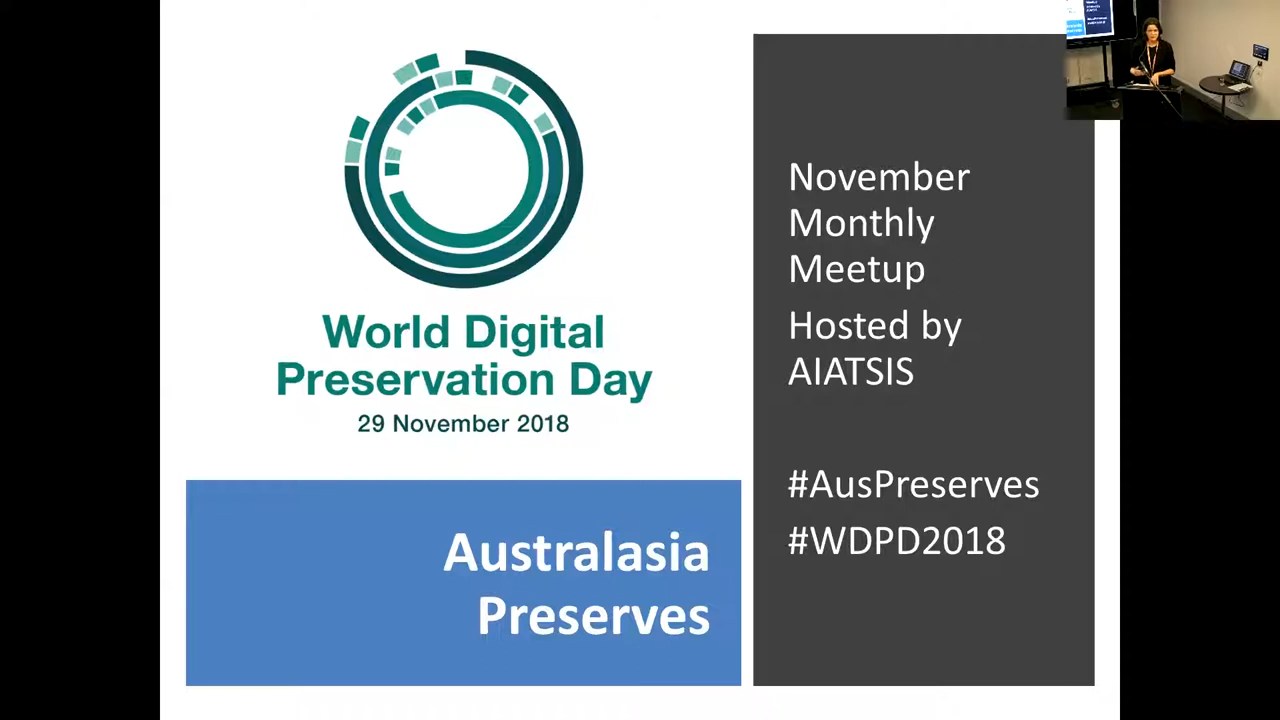 World Digital
Preservation Day
29 November 2018
Australasia
Preserves
November
Monthly
Meetup
Hosted by
AIATSIS
#AusPreserves
#WDPD2018